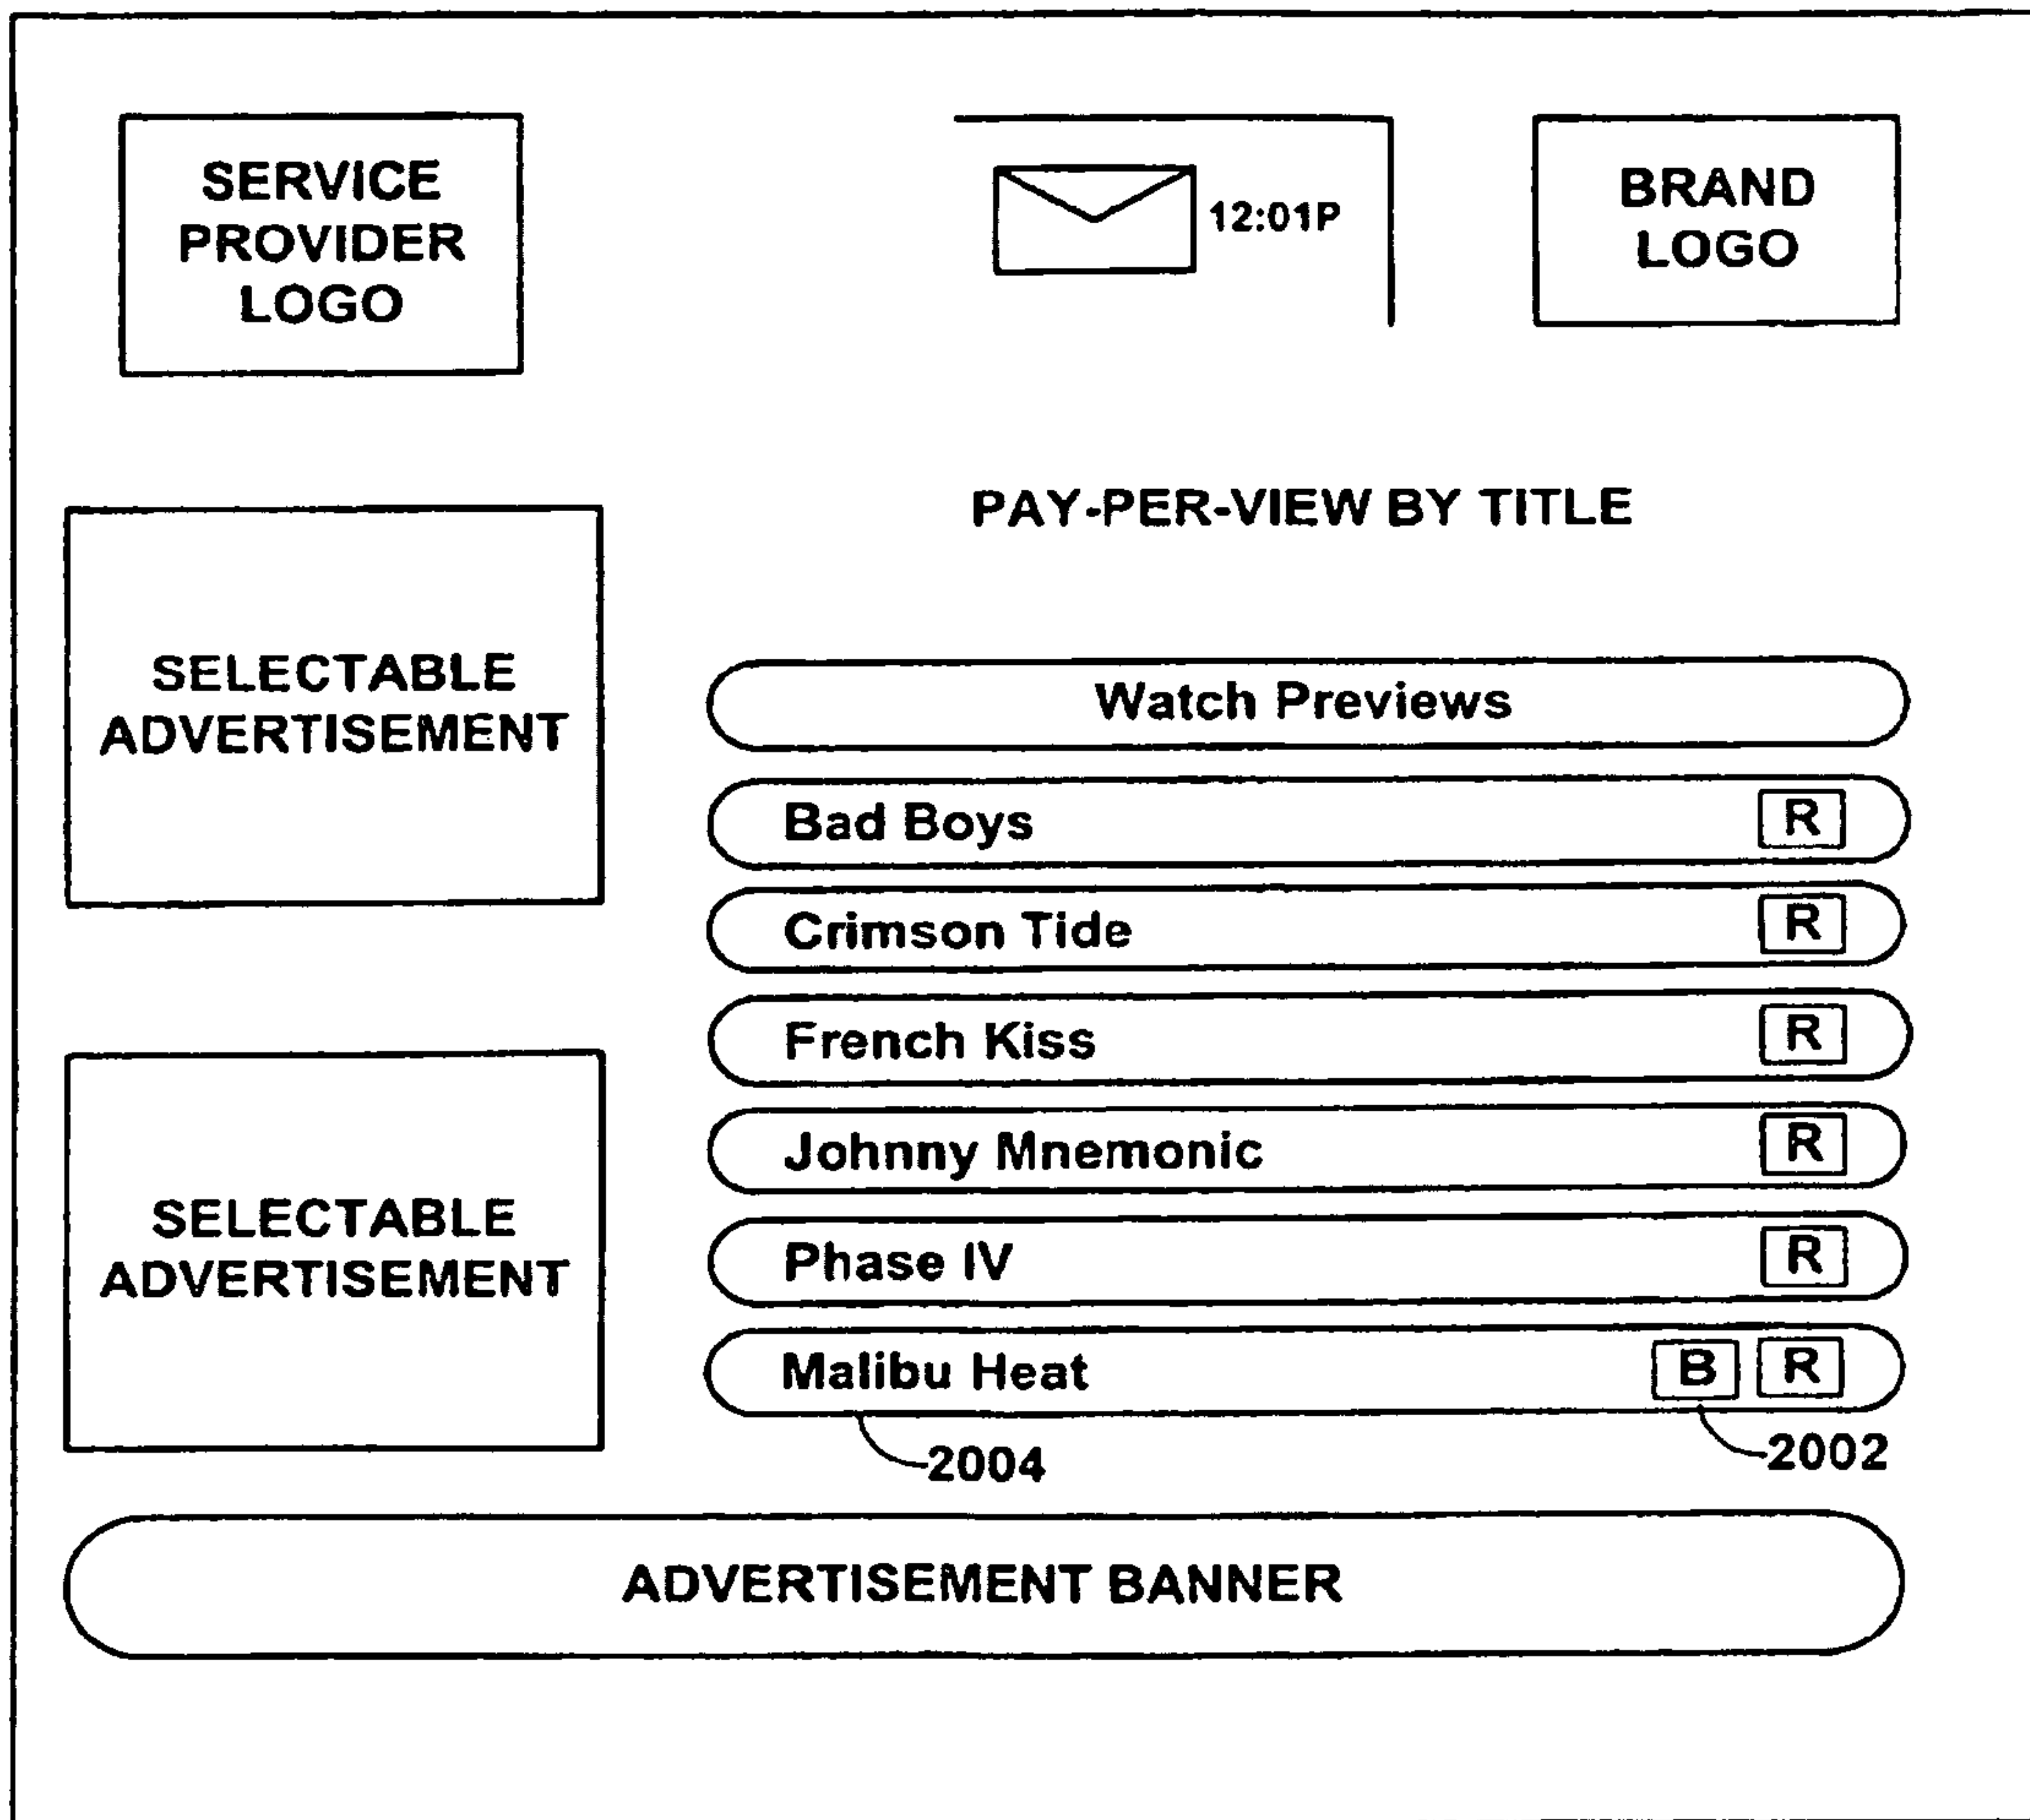 SERVICE
PROVIDER
LOGO
12:01P
BRAND
LOGO
PAY-PER-VIEW BY TITLE
SELECTABLE
ADVERTISEMENT
Watch Previews
Bad Boys R
Crimson Tide R
French Kiss R
Johnny Mnemonic R
Phase IV R
Malibu Heat B R
2004 2002
SELECTABLE
ADVERTISEMENT
ADVERTISEMENT BANNER